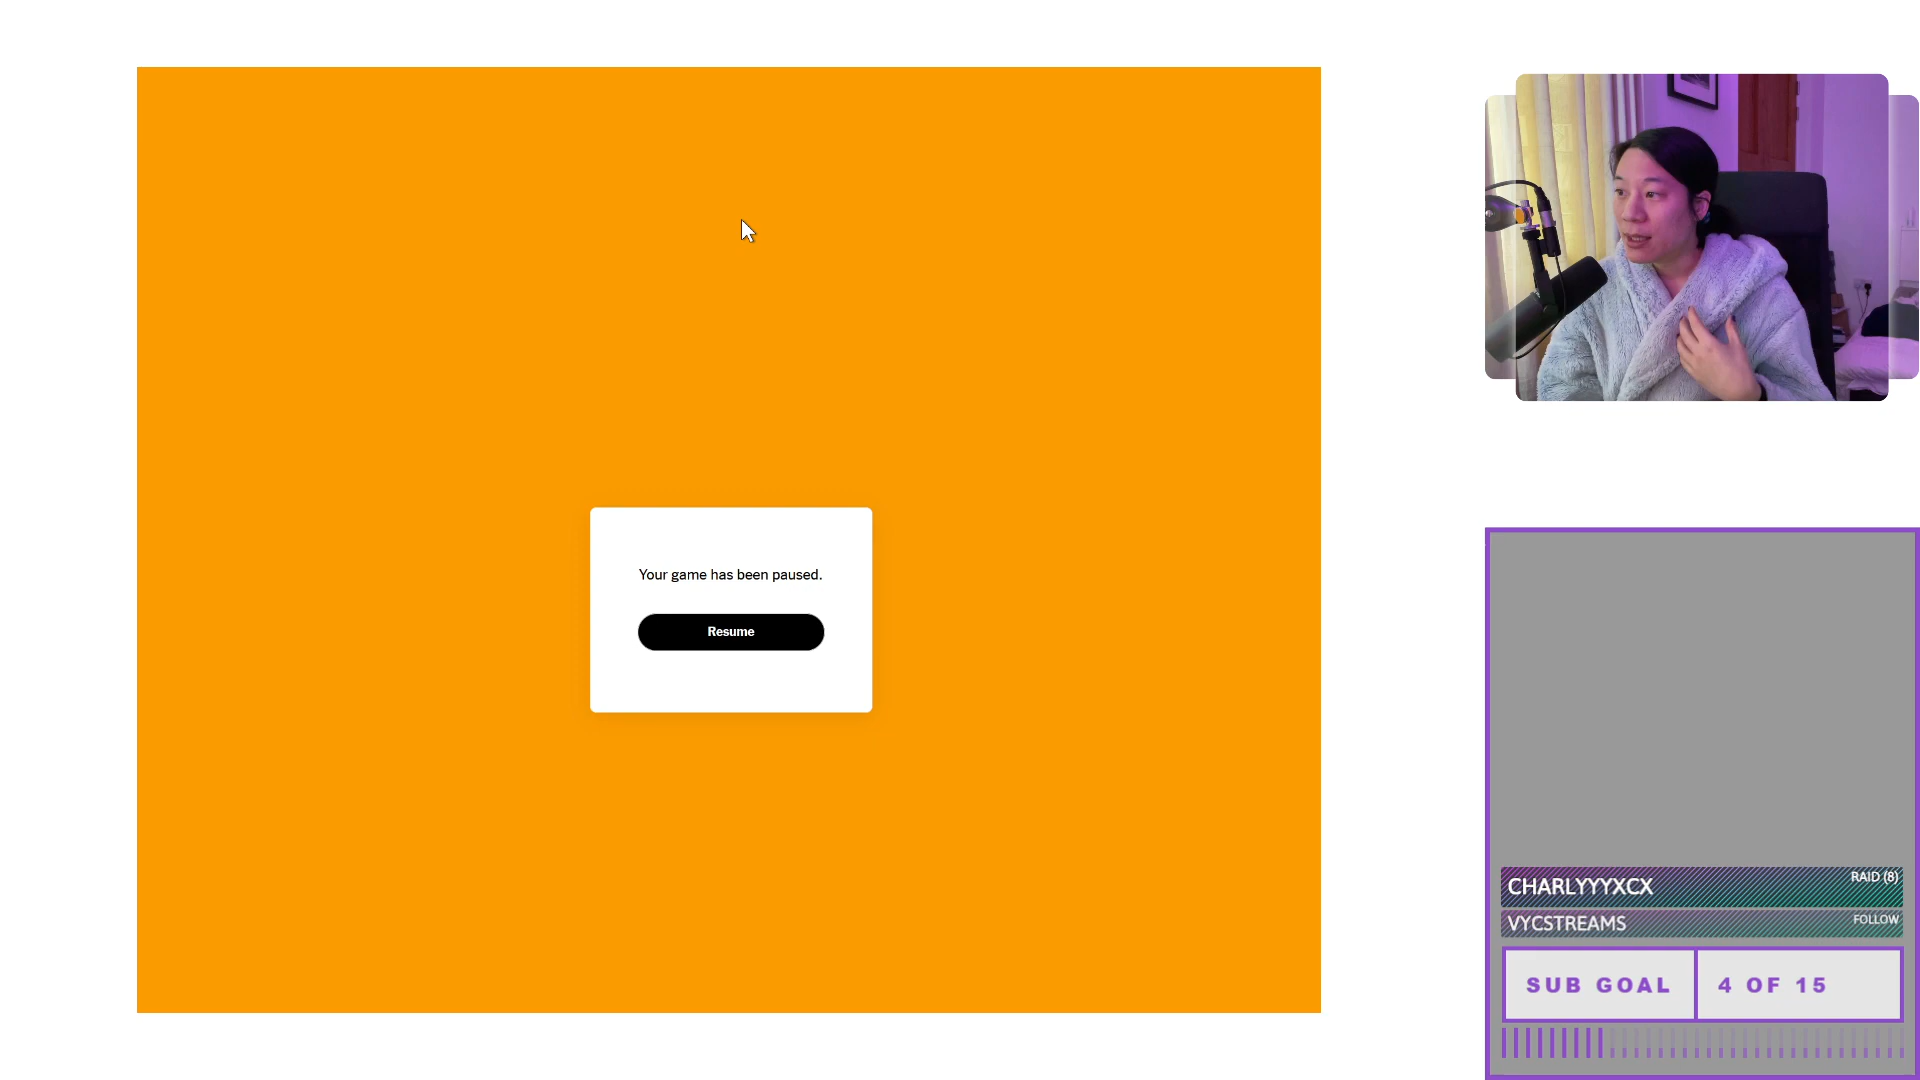 Your game has been paused.
Resume
CHARLYYYXCX
RAID (8)
VYCSTREAMS
FOLLOW
SUB GOAL
4 OF 15